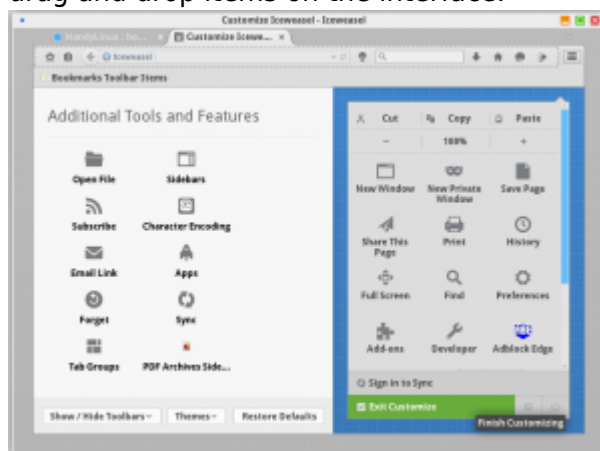 drag and drop items on the interface.
Customize Iceweasel - Iceweasel
HandyLinux | ho... × Customize Icewe... ×
Iceweasel
Bookmarks Toolbar Items
Additional Tools and Features
Open File Sidebars
Subscribe Character Encoding
Email Link Apps
Forget Sync
Tab Groups PDF Archives Side...
Show / Hide Toolbars Themes Restore Defaults
Cut Copy Paste
− 100% +
New Window New Private Save Page
Window
Share This Print History
Page
Full Screen Find Preferences
Add-ons Developer Adblock Edge
Sign in to Sync
Exit Customize
Finish Customizing